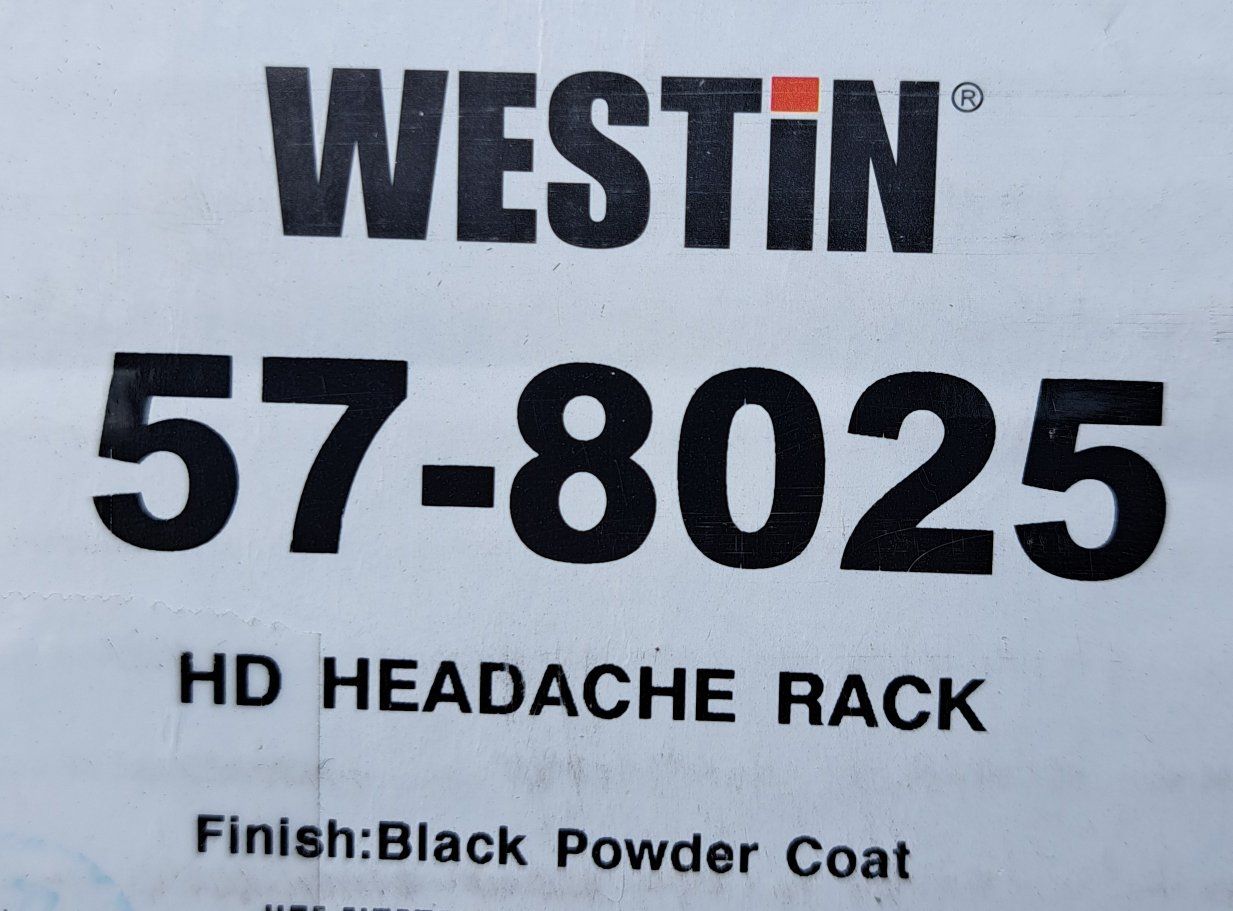 WESTiN®
57-8025
HD HEADACHE RACK
Finish:Black Powder Coat